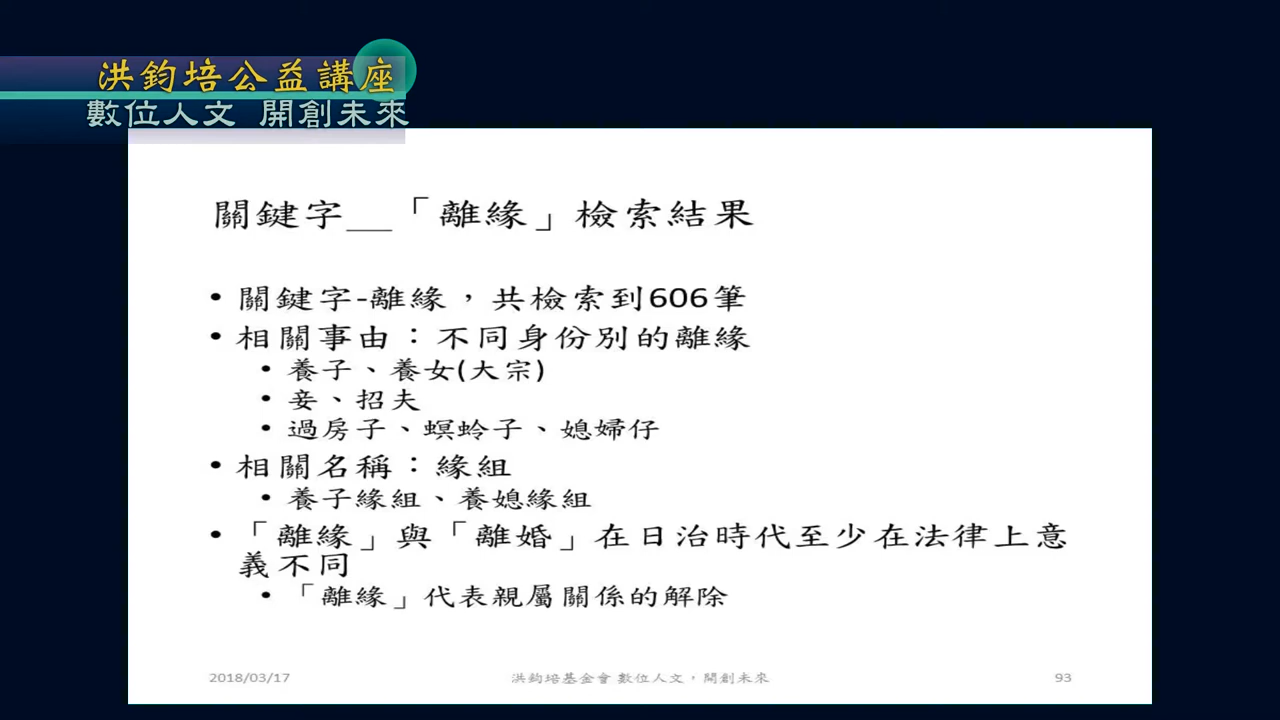 洪鈞培公益講座
數位人文 開創未來
關鍵字__「離緣」檢索結果
• 關鍵字-離緣，共檢索到606筆
• 相關事由：不同身份別的離緣
• 養子、養女(大宗)
• 妾、招夫
• 過房子、螟蛉子、媳婦仔
• 相關名稱：緣組
• 養子緣組、養媳緣組
• 「離緣」與「離婚」在日治時代至少在法律上意
義不同
• 「離緣」代表親屬關係的解除
2018/03/17 洪鈞培基金會 數位人文，開創未來 93